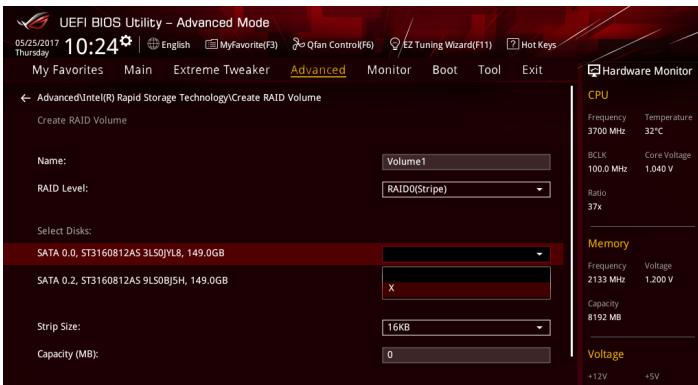 UEFI BIOS Utility – Advanced Mode
05/25/2017 Thursday 10:24 English MyFavorite(F3) Qfan Control(F6) EZ Tuning Wizard(F11) ? Hot Keys
My Favorites Main Extreme Tweaker Advanced Monitor Boot Tool Exit
← Advanced\Intel(R) Rapid Storage Technology\Create RAID Volume
Create RAID Volume
Name: Volume1
RAID Level: RAID0(Stripe)
Select Disks:
SATA 0.0, ST3160812AS 3LS0JYL8, 149.0GB
SATA 0.2, ST3160812AS 9LS0BJ5H, 149.0GB
X
Strip Size: 16KB
Capacity (MB): 0
Hardware Monitor
CPU
Frequency Temperature
3700 MHz 32°C
BCLK Core Voltage
100.0 MHz 1.040 V
Ratio
37x
Memory
Frequency Voltage
2133 MHz 1.200 V
Capacity
8192 MB
Voltage
+12V +5V